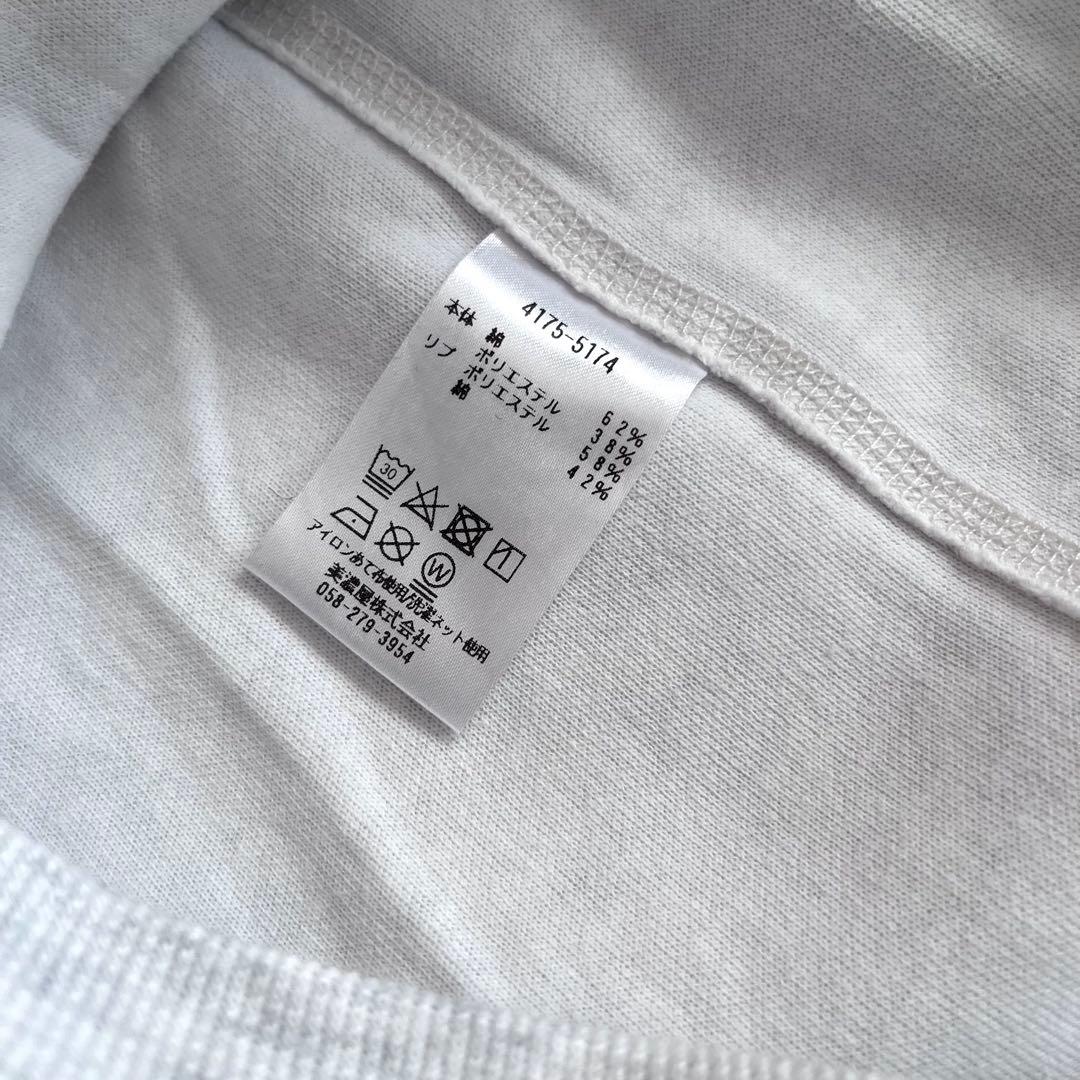 4175-5174
本体 綿 62%
ポリエステル 38%
リブ ポリエステル 58%
綿 42%
30
W
アイロンあて布使用/洗濯ネット使用
美濃屋株式会社
058-279-3954